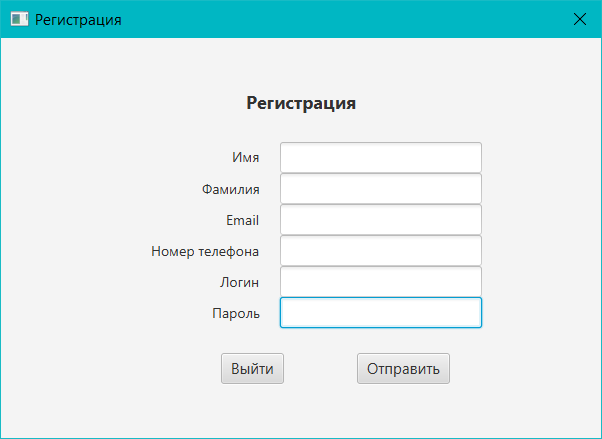 Регистрация
Регистрация
Имя
Фамилия
Email
Номер телефона
Логин
Пароль
Выйти Отправить